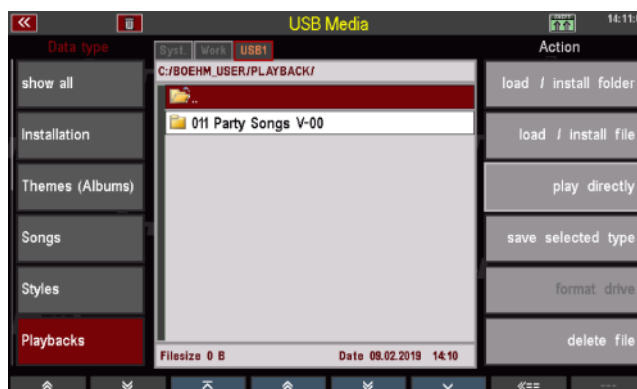 USB Media
14:11:
Data type
Syst. Work USB1
Action
C:/BOEHM_USER/PLAYBACK/
show all
..
load / install folder
011 Party Songs V-00
Installation
load / install file
Themes (Albums)
play directly
Songs
save selected type
Styles
format drive
Playbacks
delete file
Filesize 0 B Date 09.02.2019 14:10